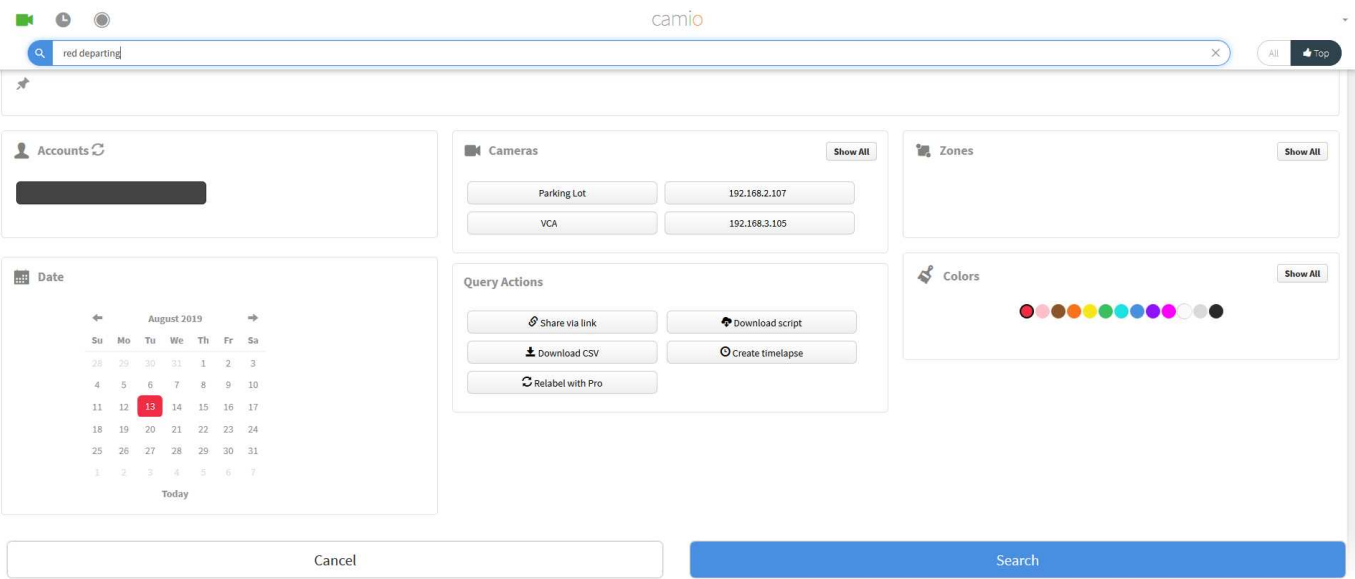 camio
red departing
All
Top
Accounts
Cameras
Show All
Zones
Show All
Parking Lot
192.168.2.107
VCA
192.168.3.105
Date
August 2019
Su Mo Tu We Th Fr Sa
28 29 30 31 1 2 3
4 5 6 7 8 9 10
11 12 13 14 15 16 17
18 19 20 21 22 23 24
25 26 27 28 29 30 31
1 2 3 4 5 6 7
Today
Query Actions
Share via link
Download script
Download CSV
Create timelapse
Relabel with Pro
Colors
Show All
Cancel
Search